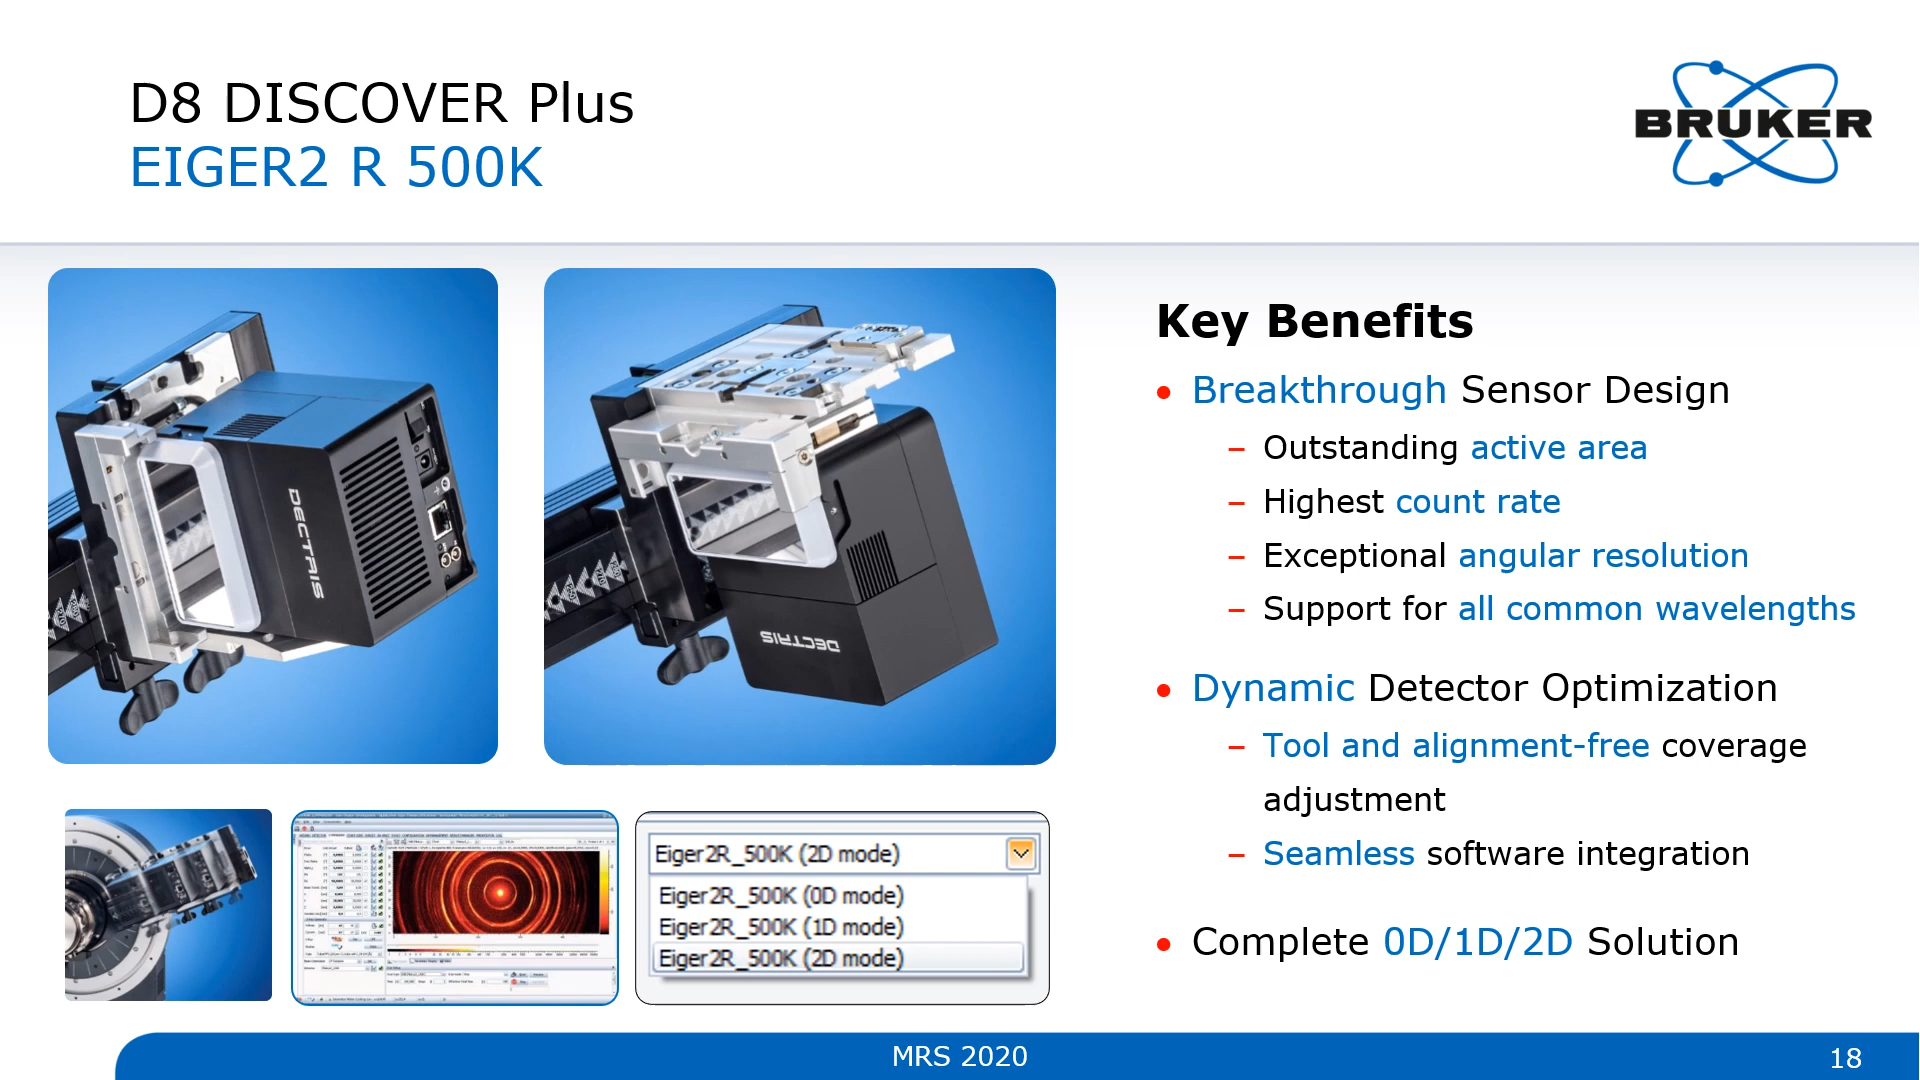 D8 DISCOVER Plus
EIGER2 R 500K
BRUKER
DECTRIS
DECTRIS
Key Benefits
• Breakthrough Sensor Design
– Outstanding active area
– Highest count rate
– Exceptional angular resolution
– Support for all common wavelengths
• Dynamic Detector Optimization
– Tool and alignment-free coverage
adjustment
– Seamless software integration
• Complete 0D/1D/2D Solution
Eiger2R_500K (2D mode)
Eiger2R_500K (0D mode)
Eiger2R_500K (1D mode)
Eiger2R_500K (2D mode)
MRS 2020
18